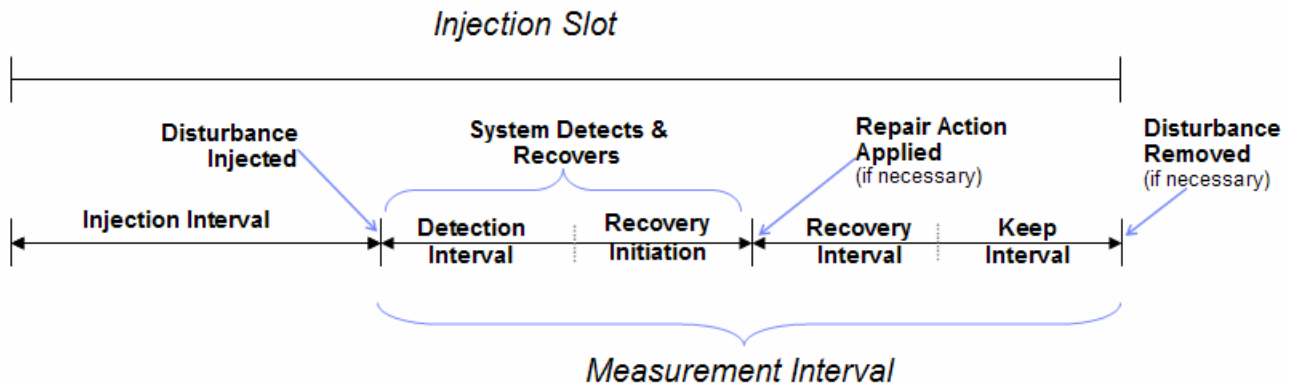 Injection Slot
Disturbance
Injected
System Detects &
Recovers
Repair Action
Applied
(if necessary)
Disturbance
Removed
(if necessary)
Injection Interval
Detection
Interval
Recovery
Initiation
Recovery
Interval
Keep
Interval
Measurement Interval